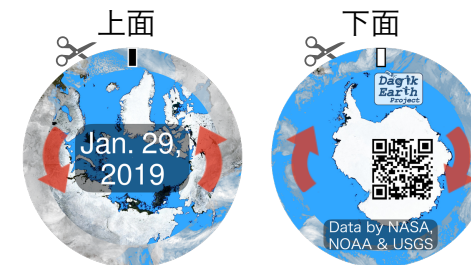 上面
下面
Jan. 29,
2019
Dagik
Earth
Project
Data by NASA,
NOAA & USGS